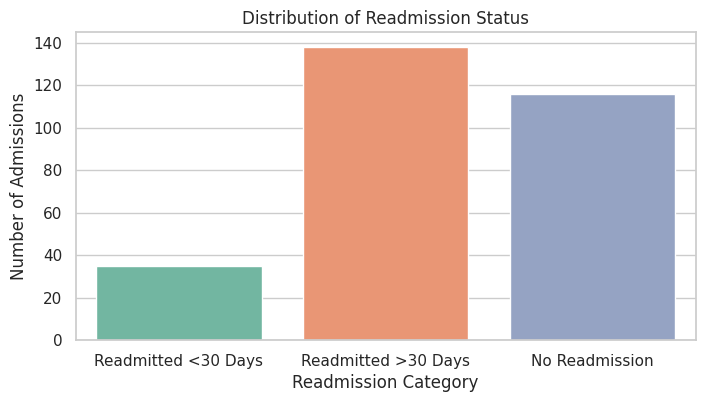 Distribution of Readmission Status
Number of Admissions
140
120
100
80
60
40
20
0
Readmitted <30 Days
Readmitted >30 Days
No Readmission
Readmission Category